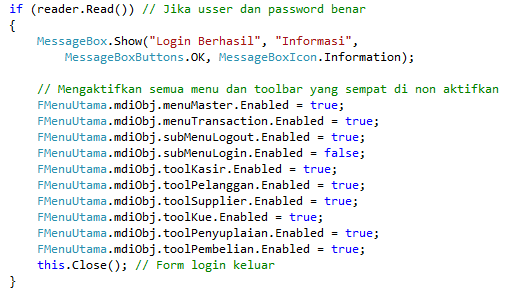 if (reader.Read()) // Jika usser dan password benar
{
MessageBox.Show("Login Berhasil", "Informasi",
MessageBoxButtons.OK, MessageBoxIcon.Information);
// Mengaktifkan semua menu dan toolbar yang sempat di non aktifkan
FMenuUtama.mdiObj.menuMaster.Enabled = true;
FMenuUtama.mdiObj.menuTransaction.Enabled = true;
FMenuUtama.mdiObj.subMenuLogout.Enabled = true;
FMenuUtama.mdiObj.subMenuLogin.Enabled = false;
FMenuUtama.mdiObj.toolKasir.Enabled = true;
FMenuUtama.mdiObj.toolPelanggan.Enabled = true;
FMenuUtama.mdiObj.toolSupplier.Enabled = true;
FMenuUtama.mdiObj.toolKue.Enabled = true;
FMenuUtama.mdiObj.toolPenyuplaian.Enabled = true;
FMenuUtama.mdiObj.toolPembelian.Enabled = true;
this.Close(); // Form login keluar
}